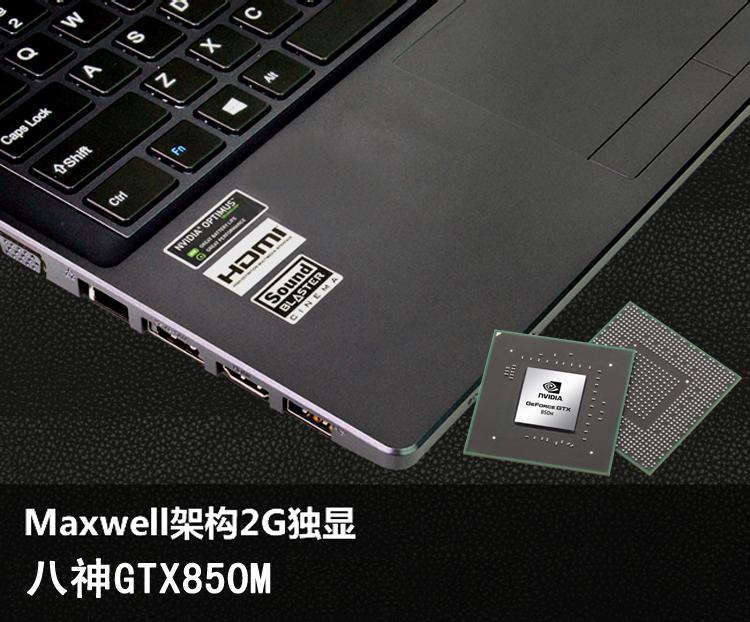 2
Q W S X C
A Z Alt
Caps Lock
⇧Shift Fn
Ctrl
NVIDIA OPTIMUS
GREAT BATTERY LIFE
GREAT PERFORMANCE
HDMI
Sound
BLASTER
CINEMA
NVIDIA
GEFORCE GTX
850M
Maxwell架构2G独显
八神GTX850M